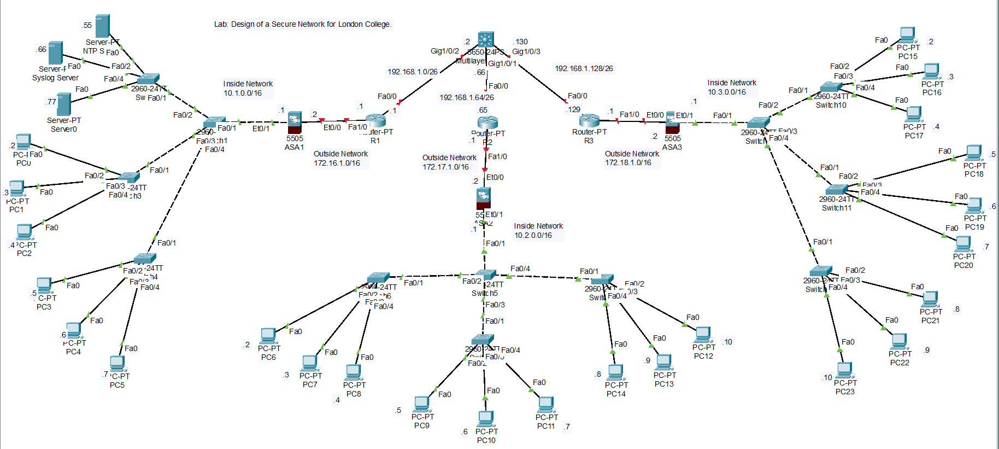 Lab: Design of a Secure Network for London College.
.55
Server-PT
NTP S
Fa0
.66
Fa0
Syslog Server
Fa0/2
Fa0/4
Fa0
.77
Server-PT
Server0
2960-24TT
Fa0/1
Fa0/2
Inside Network
10.1.0.0/16
Fa0/1
Fa0/3
Fa0/4
Et0/1
.1
5505
ASA1
.2
Et0/0
Fa1/0
.1
.1
Fa0/0
R1
Outside Network
172.16.1.0/16
192.168.1.0/26
.2
Gig1/0/2
.130
Gig1/0/3
3650-24PS
Gig1/0/1
.66
Fa0/0
192.168.1.64/26
.65
Router-PT
R2
.1
Fa1/0
Outside Network
172.17.1.0/16
.2
Et0/0
Et0/1
.1
Inside Network
10.2.0.0/16
Fa0/1
192.168.1.128/26
Fa0/0
.129
Router-PT
R3
.1
Fa1/0
Et0/0
.2
Outside Network
172.18.1.0/16
5505
ASA3
.1
Et0/1
Inside Network
10.3.0.0/16
Fa0/1
Fa0/2
Fa0/3
Fa0/4
Fa0/1
Fa0/2
Fa0/3
Fa0/4
2960-24TT
Switch10
Fa0
.2
PC-PT
PC15
Fa0
.3
PC-PT
PC16
Fa0
.4
PC-PT
PC17
Fa0/1
Fa0/2
Fa0/3
Fa0/4
2960-24TT
Switch11
Fa0
.5
PC-PT
PC18
Fa0
.6
PC-PT
PC19
Fa0
.7
PC-PT
PC20
Fa0/1
Fa0/2
Fa0/3
Fa0/4
Fa0
.8
PC-PT
PC21
Fa0
.9
PC-PT
PC22
Fa0
.10
PC-PT
PC23
.2
Fa0
PC0
.3
Fa0
PC-PT
PC1
Fa0
.4
PC-PT
PC2
Fa0/1
Fa0/2
Fa0/3
Fa0/4
Fa0/1
Fa0/2
Fa0/4
.5
Fa0
PC3
.6
Fa0
PC4
.7
Fa0
PC5
Fa0/1
Fa0/2
Fa0/4
Fa0/2
Fa0/4
Fa0/3
Switch5
Fa0/1
Fa0/2
Fa0/4
Fa0/1
.2
Fa0
PC-PT
PC6
.3
Fa0
PC-PT
PC7
.4
Fa0
PC-PT
PC8
.5
Fa0
PC-PT
PC9
.6
Fa0
PC-PT
PC10
Fa0
.7
PC-PT
PC11
Fa0/1
Fa0/2
Fa0/4
Fa0
.8
PC-PT
PC14
Fa0
.9
PC-PT
PC13
Fa0
.10
PC-PT
PC12